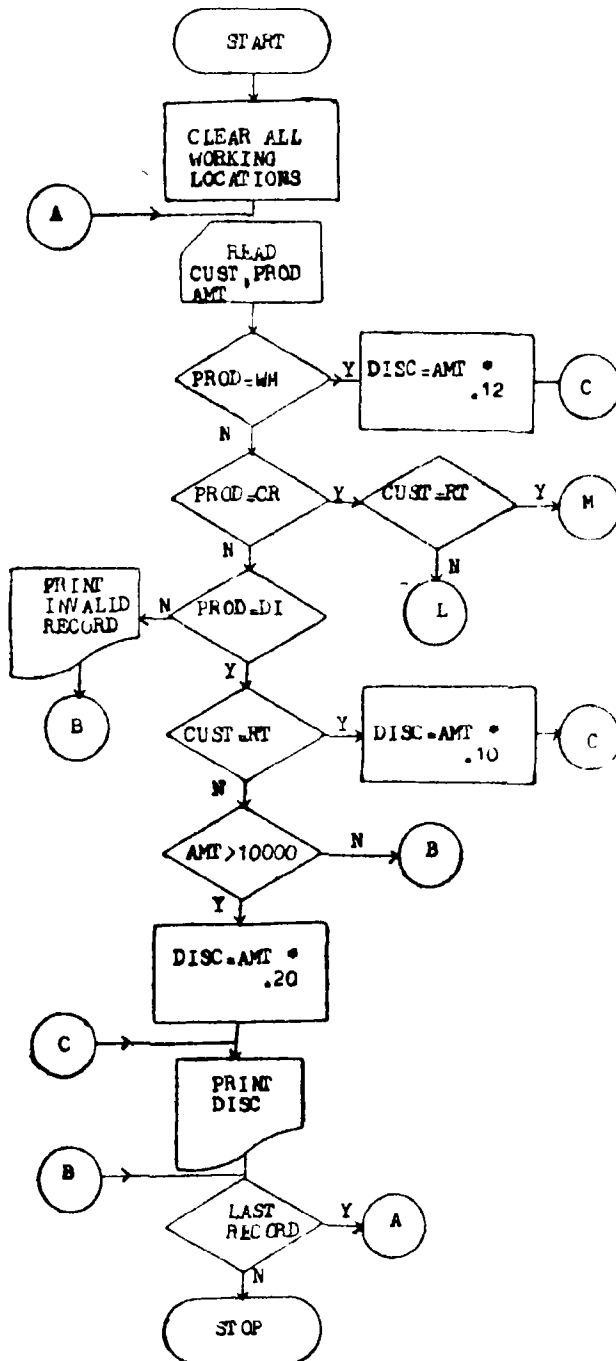 START
CLEAR ALL
WORKING
LOCATIONS
A
READ
CUST,PROD
AMT
PROD=WH
Y
DISC=AMT *
.12
C
N
PROD=CR
Y
CUST=RT
Y
M
N
N
L
PRINT
INVALID
RECORD
N
PROD=DI
B
Y
CUST=RT
Y
DISC=AMT *
.10
C
N
AMT>10000
N
B
Y
DISC=AMT *
.20
C
PRINT
DISC
B
LAST
RECORD
Y
A
N
STOP